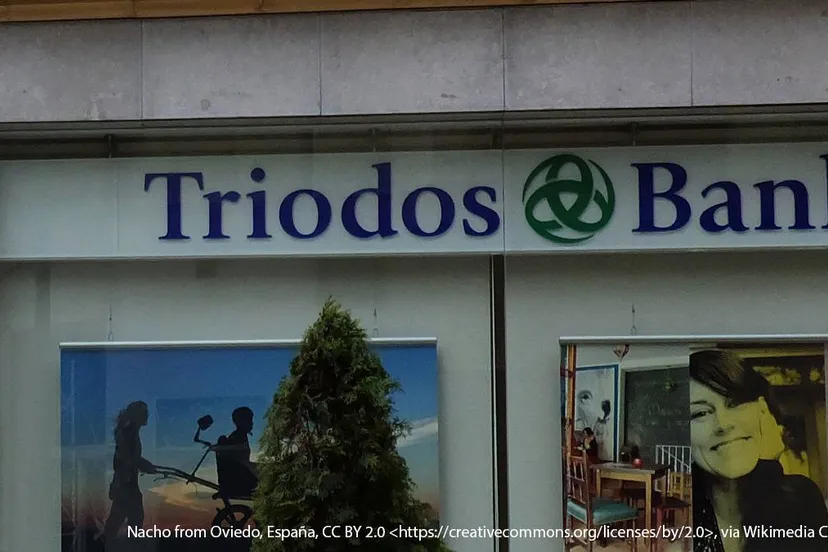 Triodos Ban
Nacho from Oviedo, España, CC BY 2.0 <https://creativecommons.org/licenses/by/2.0>, via Wikimedia C